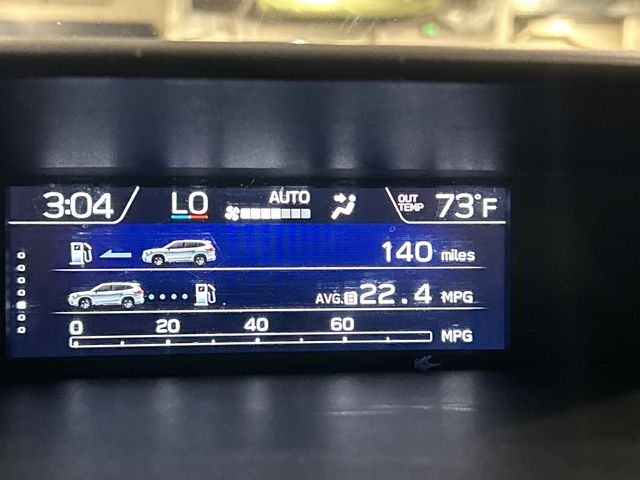 3:04 LO AUTO OUT TEMP 73°F
140 miles
AVG. B 22.4 MPG
0 20 40 60
MPG